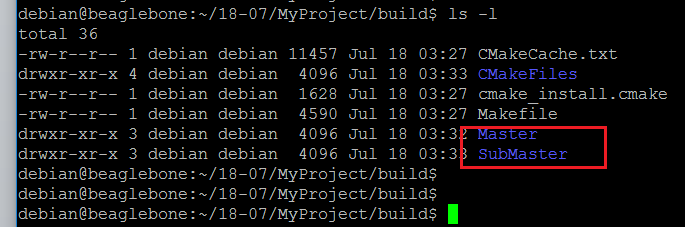 debian@beaglebone:~/18-07/MyProject/build$ ls -l
total 36
-rw-r--r-- 1 debian debian 11457 Jul 18 03:27 CMakeCache.txt
drwxr-xr-x 4 debian debian  4096 Jul 18 03:33 CMakeFiles
-rw-r--r-- 1 debian debian  1628 Jul 18 03:27 cmake_install.cmake
-rw-r--r-- 1 debian debian  4590 Jul 18 03:27 Makefile
drwxr-xr-x 3 debian debian  4096 Jul 18 03:32 Master
drwxr-xr-x 3 debian debian  4096 Jul 18 03:33 SubMaster
debian@beaglebone:~/18-07/MyProject/build$
debian@beaglebone:~/18-07/MyProject/build$
debian@beaglebone:~/18-07/MyProject/build$